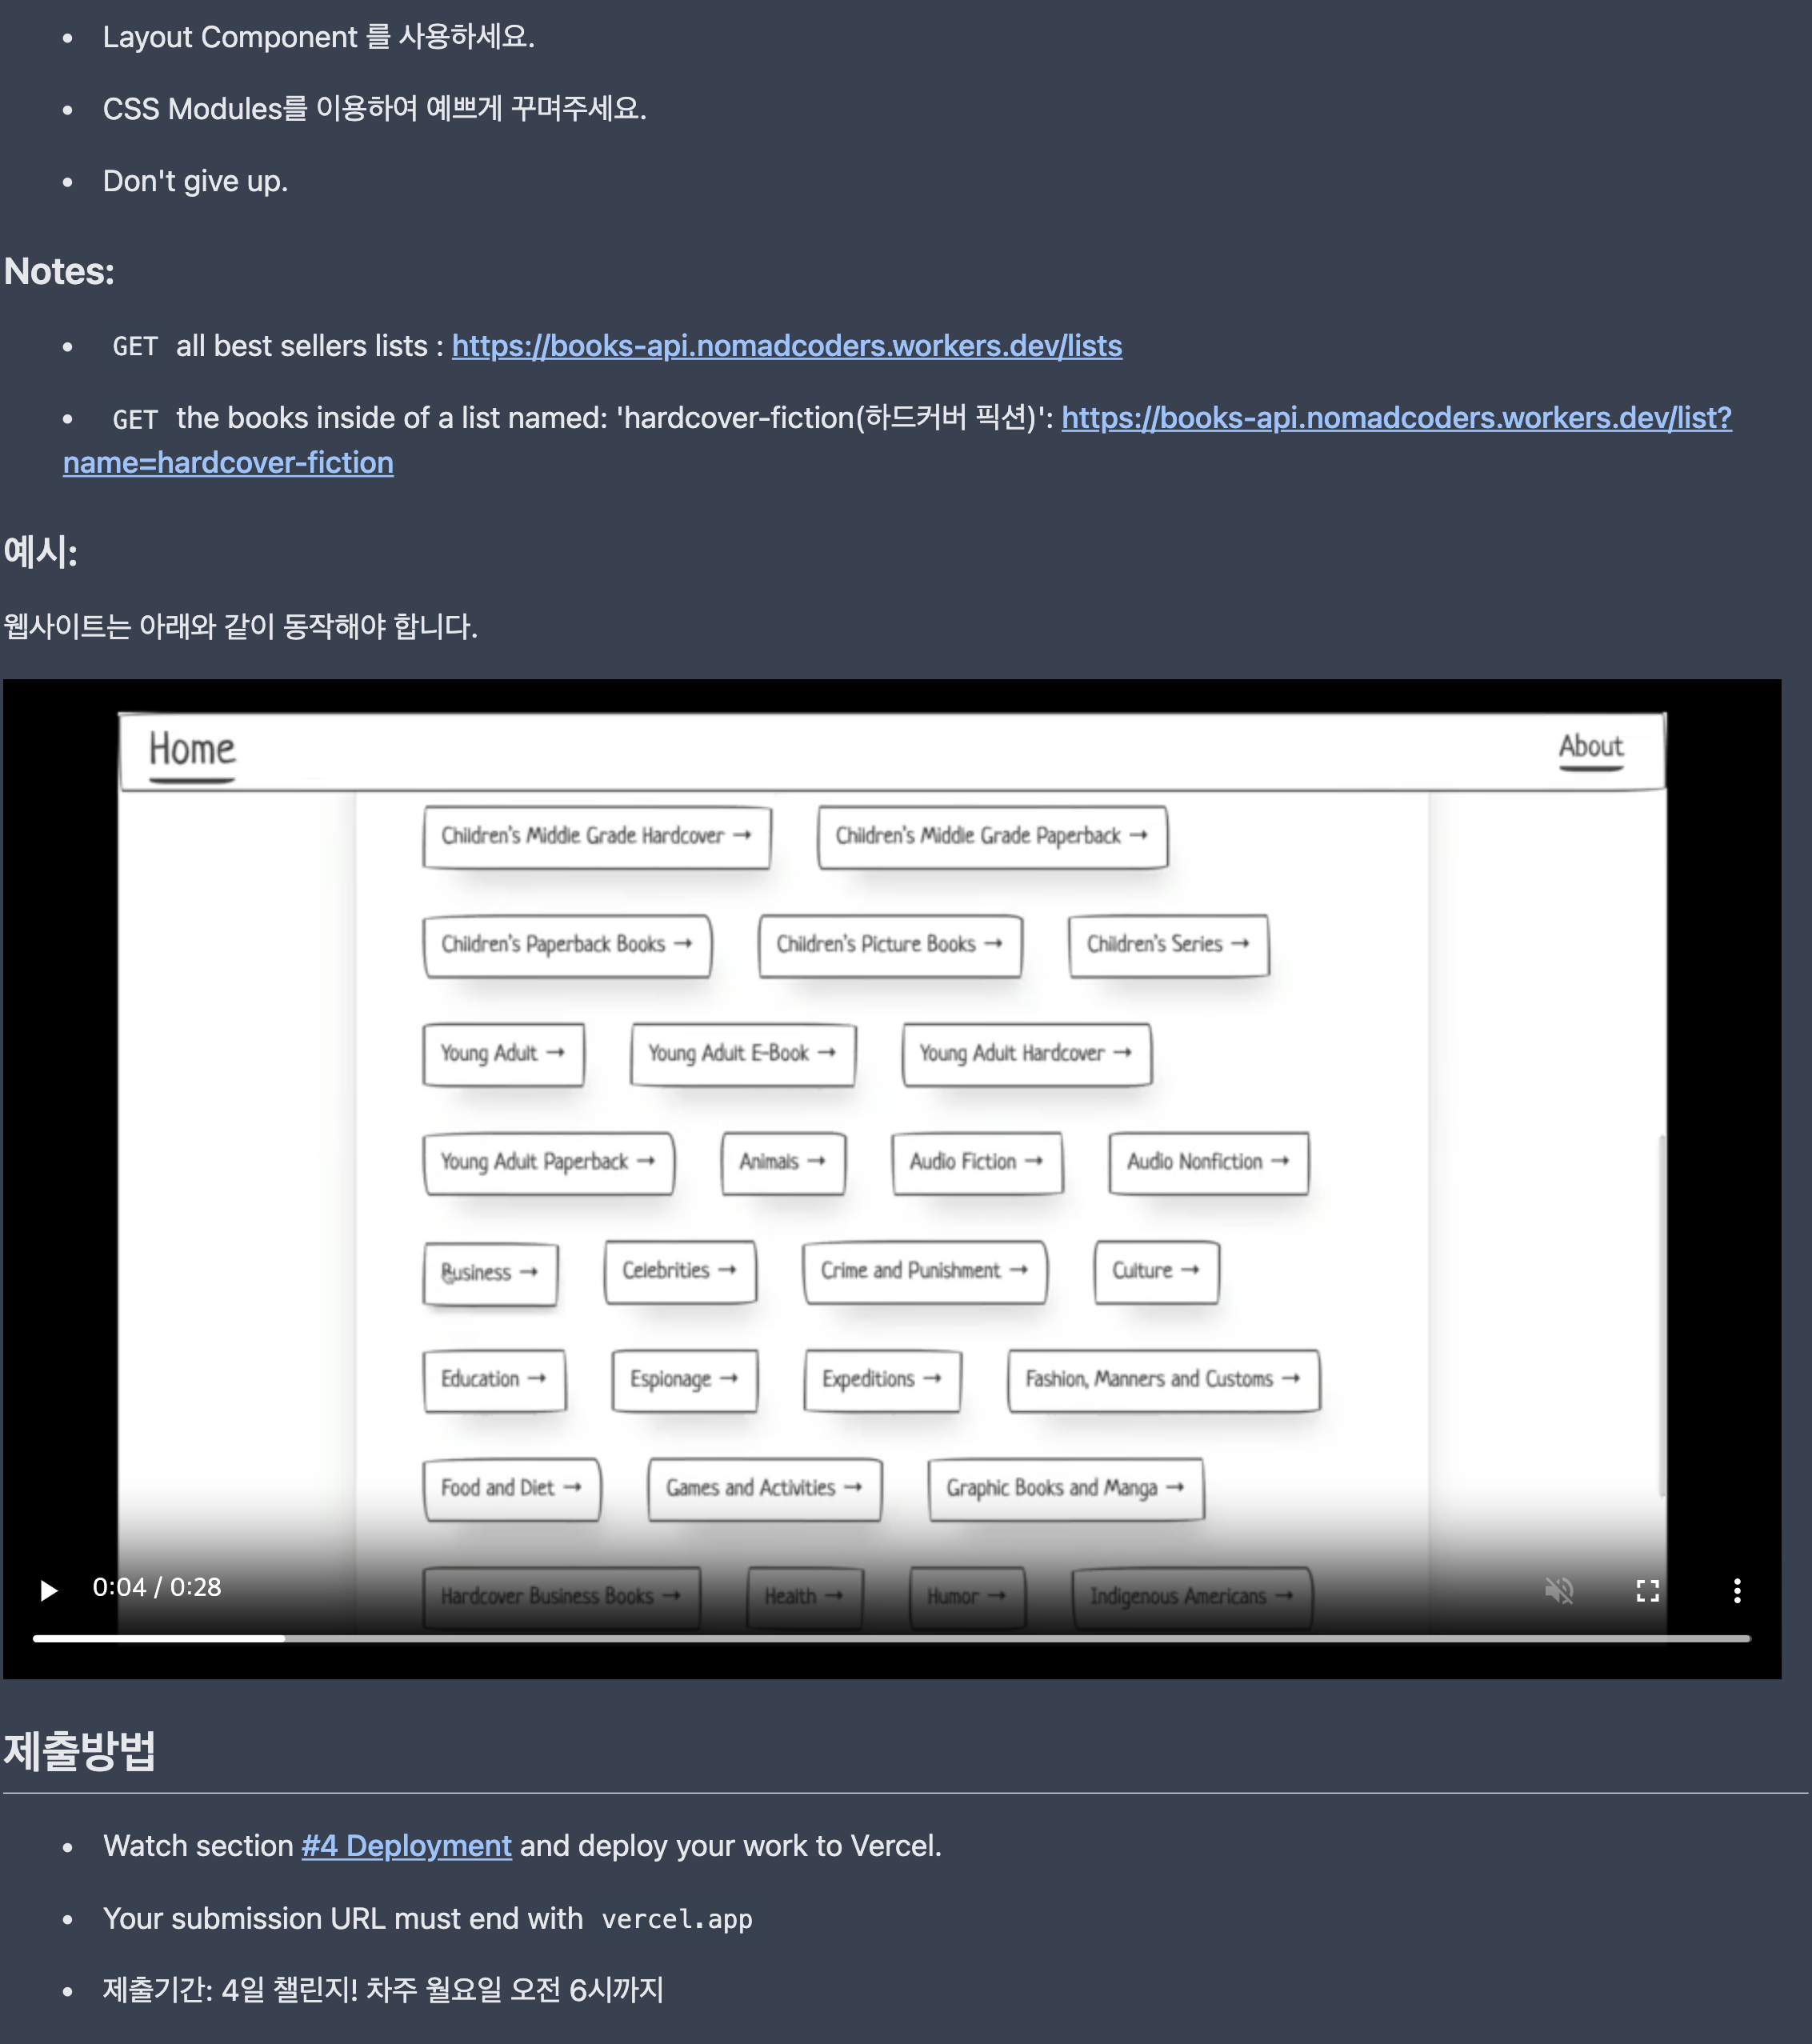 Layout Component 를 사용하세요.
CSS Modules를 이용하여 예쁘게 꾸며주세요.
Don't give up.
Notes:
GET all best sellers lists : https://books-api.nomadcoders.workers.dev/lists
GET the books inside of a list named: 'hardcover-fiction(하드커버 픽션)': https://books-api.nomadcoders.workers.dev/list?
name=hardcover-fiction
예시:
웹사이트는 아래와 같이 동작해야 합니다.
Home About
Children's Middle Grade Hardcover → Children's Middle Grade Paperback →
Children's Paperback Books → Children's Picture Books → Children's Series →
Young Adult → Young Adult E-Book → Young Adult Hardcover →
Young Adult Paperback → Animals → Audio Fiction → Audio Nonfiction →
Business → Celebrities → Crime and Punishment → Culture →
Education → Espionage → Expeditions → Fashion, Manners and Customs →
Food and Diet → Games and Activities → Graphic Books and Manga →
Hardcover Business Books → Health → Humor → Indigenous Americans →
0:04 / 0:28
제출방법
Watch section #4 Deployment and deploy your work to Vercel.
Your submission URL must end with vercel.app
제출기간: 4일 챌린지! 차주 월요일 오전 6시까지